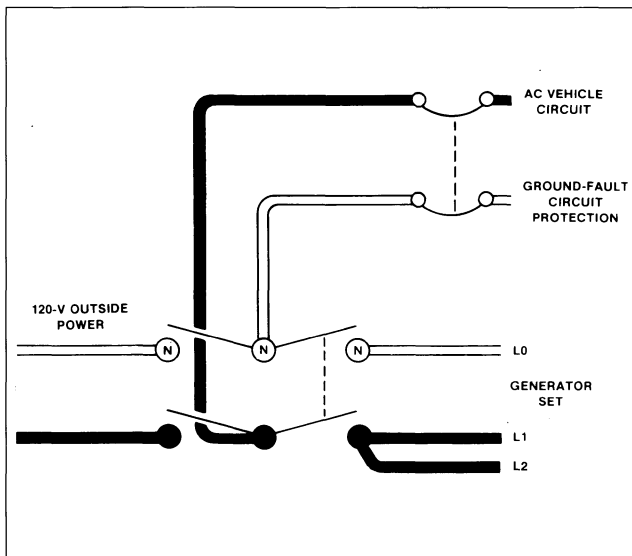 AC VEHICLE
CIRCUIT
GROUND-FAULT
CIRCUIT
PROTECTION
120-V OUTSIDE
POWER
N
N
N
L0
GENERATOR
SET
L1
L2